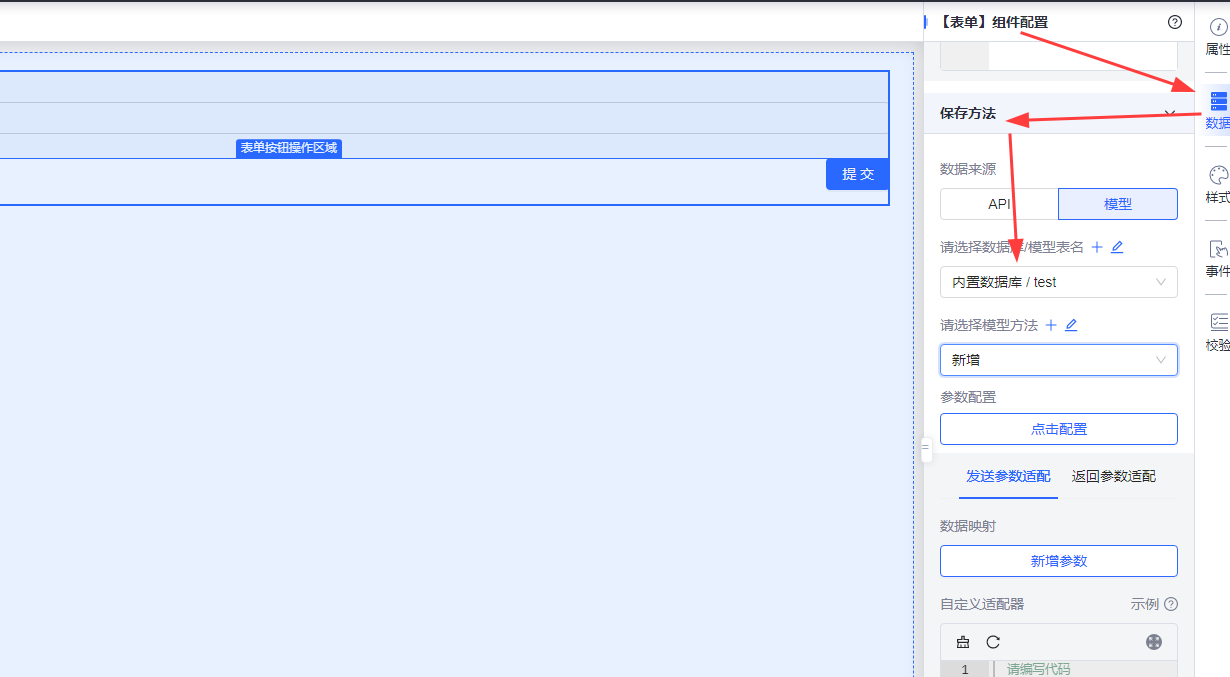 【表单】组件配置
属性
保存方法
数据
表单按钮操作区域
提 交
数据来源
API
模型
样式
请选择数据库/模型表名
内置数据库 / test
事件
请选择模型方法
新增
校验
参数配置
点击配置
发送参数适配
返回参数适配
数据映射
新增参数
自定义适配器
示例
1
请编写代码